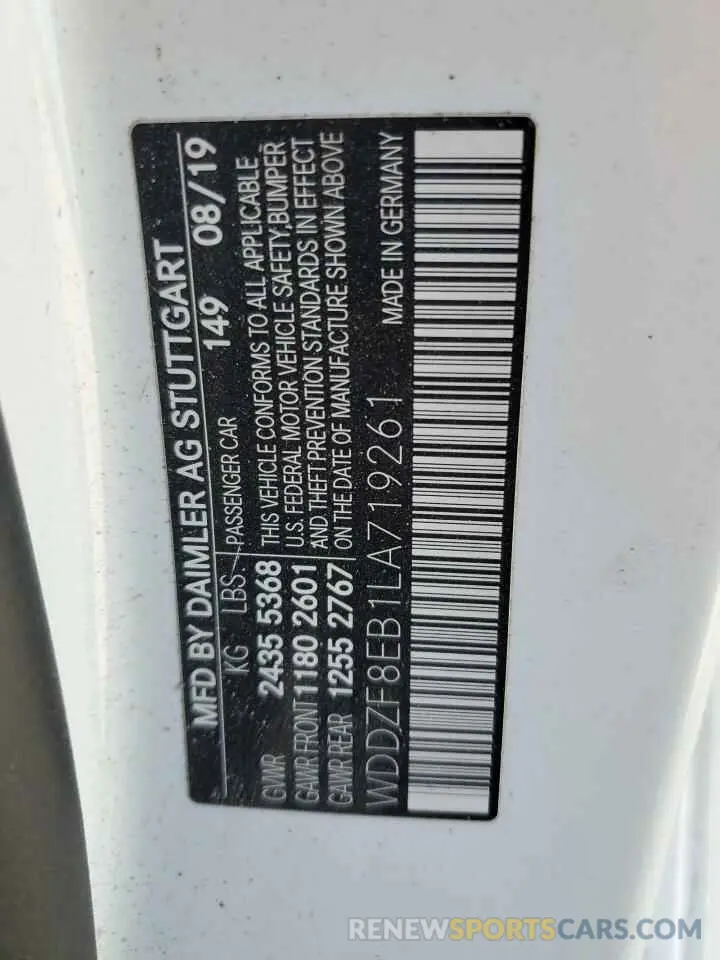 MFD BY DAIMLER AG STUTTGART
149 08/19
KG LBS. PASSENGER CAR
GVWR 2435 5368 THIS VEHICLE CONFORMS TO ALL APPLICABLE
GAWR FRONT 1180 2601 U.S. FEDERAL MOTOR VEHICLE SAFETY,BUMPER
AND THEFT PREVENTION STANDARDS IN EFFECT
GAWR REAR 1255 2767 ON THE DATE OF MANUFACTURE SHOWN ABOVE
WDDZF8EB1LA719261 MADE IN GERMANY
RENEWSPORTSCARS.COM